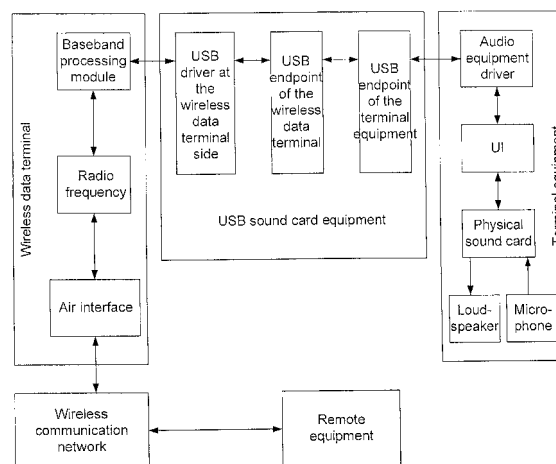 Wireless data terminal
Baseband
processing
module
Radio
frequency
Air interface
USB
driver at
the
wireless
data
terminal
side
USB
endpoint
of the
wireless
data
terminal
USB
endpoint
of the
terminal
equipment
USB sound card equipment
Audio
equipment
driver
UI
Physical
sound card
Loud-
speaker
Micro-
phone
Terminal equipment
Wireless
communication
network
Remote
equipment